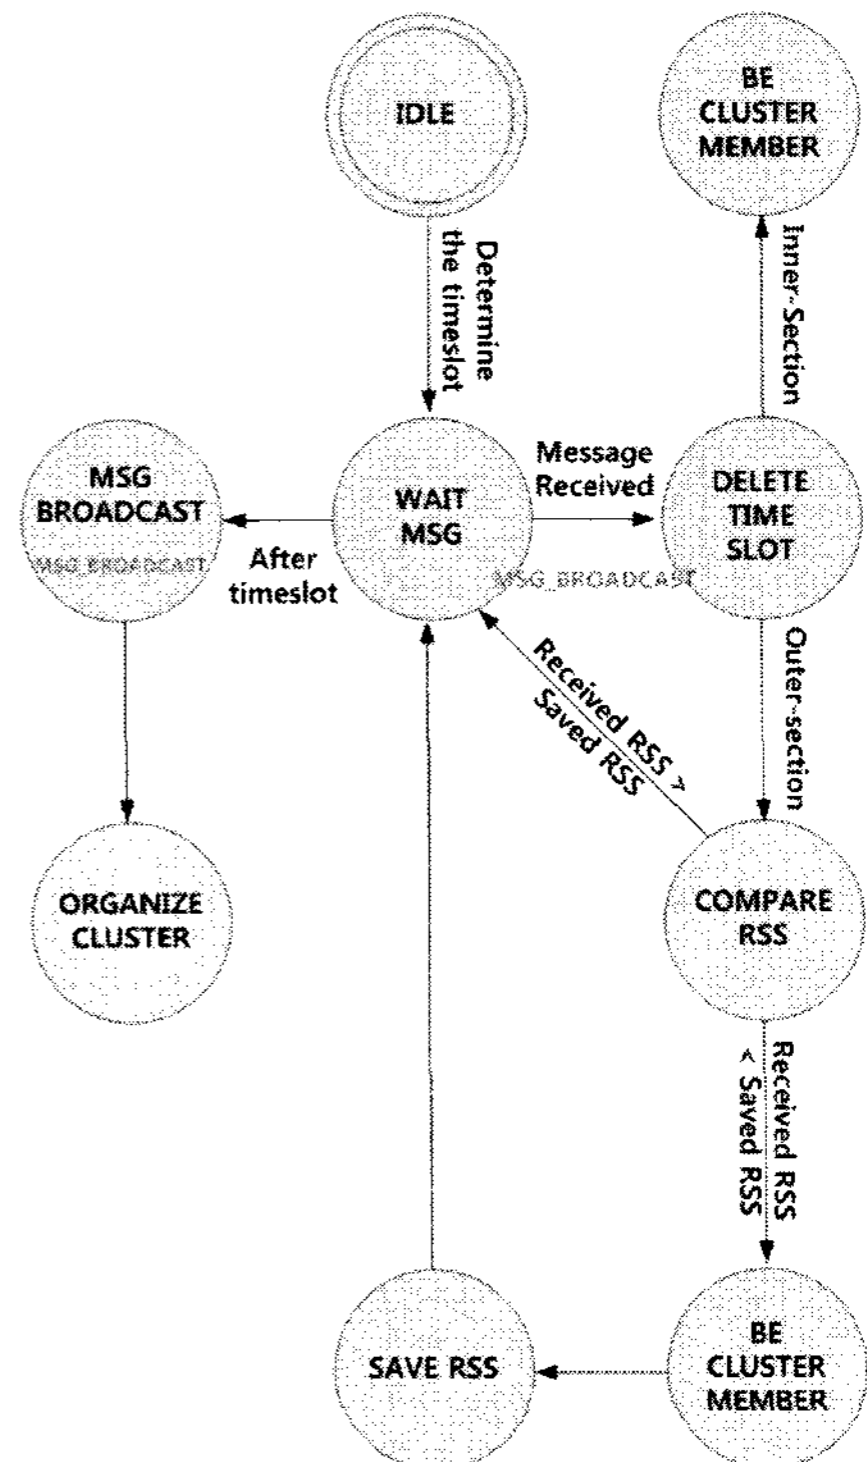 IDLE
BE
CLUSTER
MEMBER
Determine
the timeslot
Inner-Section
MSG
BROADCAST
MSG_BROADCAST
After
timeslot
WAIT
MSG
Message
Received
MSG_BROADCAST
DELETE
TIME
SLOT
Received RSS >
Saved RSS
Outer-section
ORGANIZE
CLUSTER
COMPARE
RSS
Received RSS
< Saved RSS
SAVE RSS
BE
CLUSTER
MEMBER